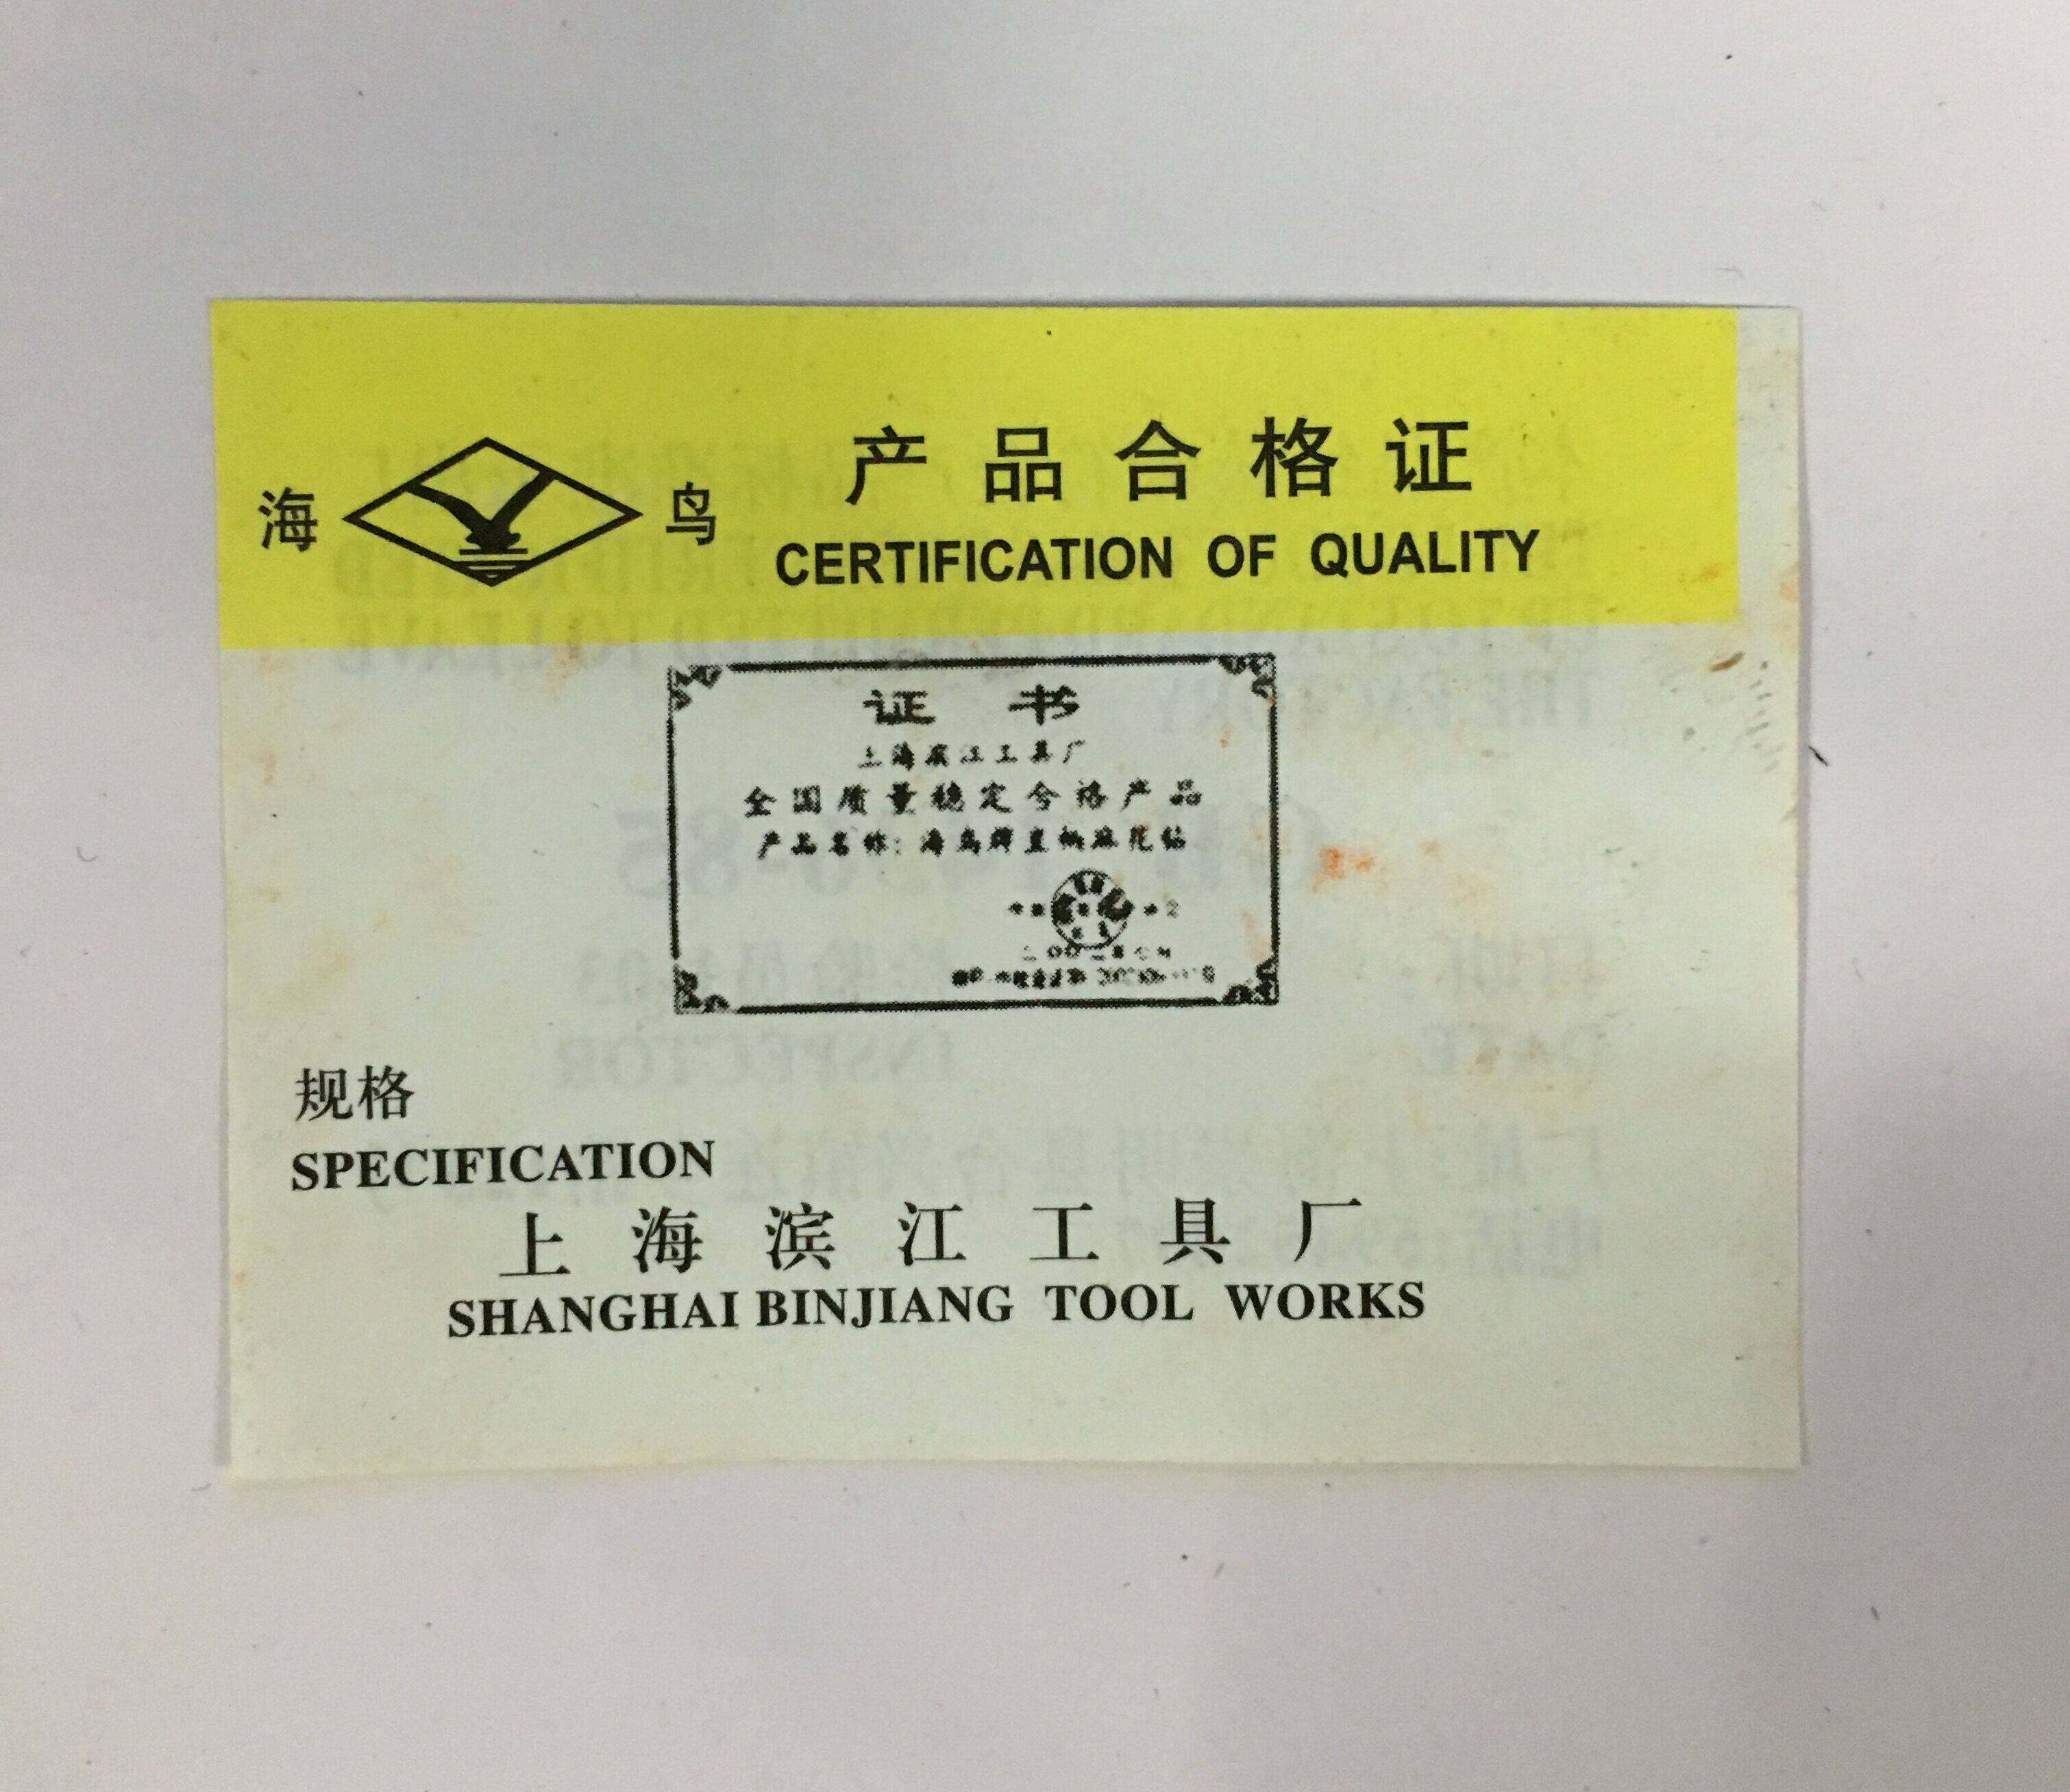 海 鸟
产品合格证
CERTIFICATION OF QUALITY
证 书
上海滨江工具厂
全国质量稳定合格产品
产品名称：海鸟牌直柄麻花钻
规格
SPECIFICATION
上海滨江工具厂
SHANGHAI BINJIANG TOOL WORKS